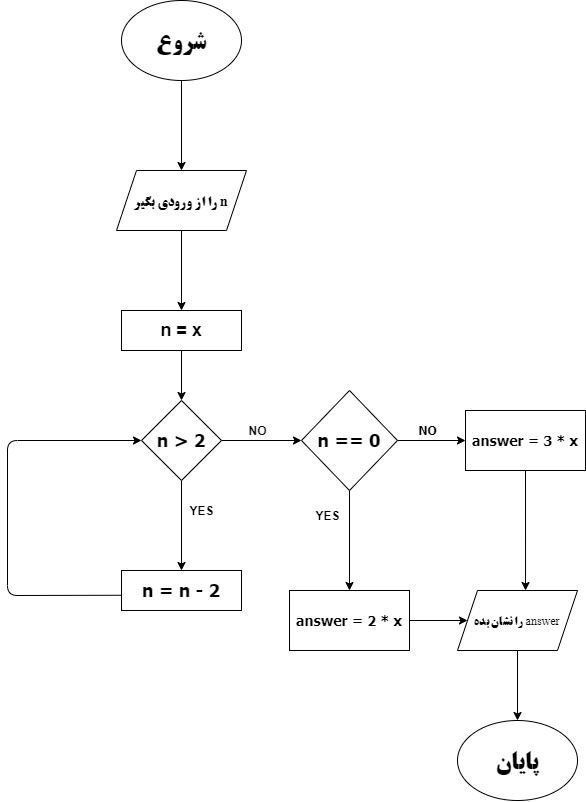 شروع
n را از ورودی بگیر
n = x
n > 2
NO
n == 0
NO
answer = 3 * x
YES
YES
n = n - 2
answer = 2 * x
answer را نشان بده
پایان